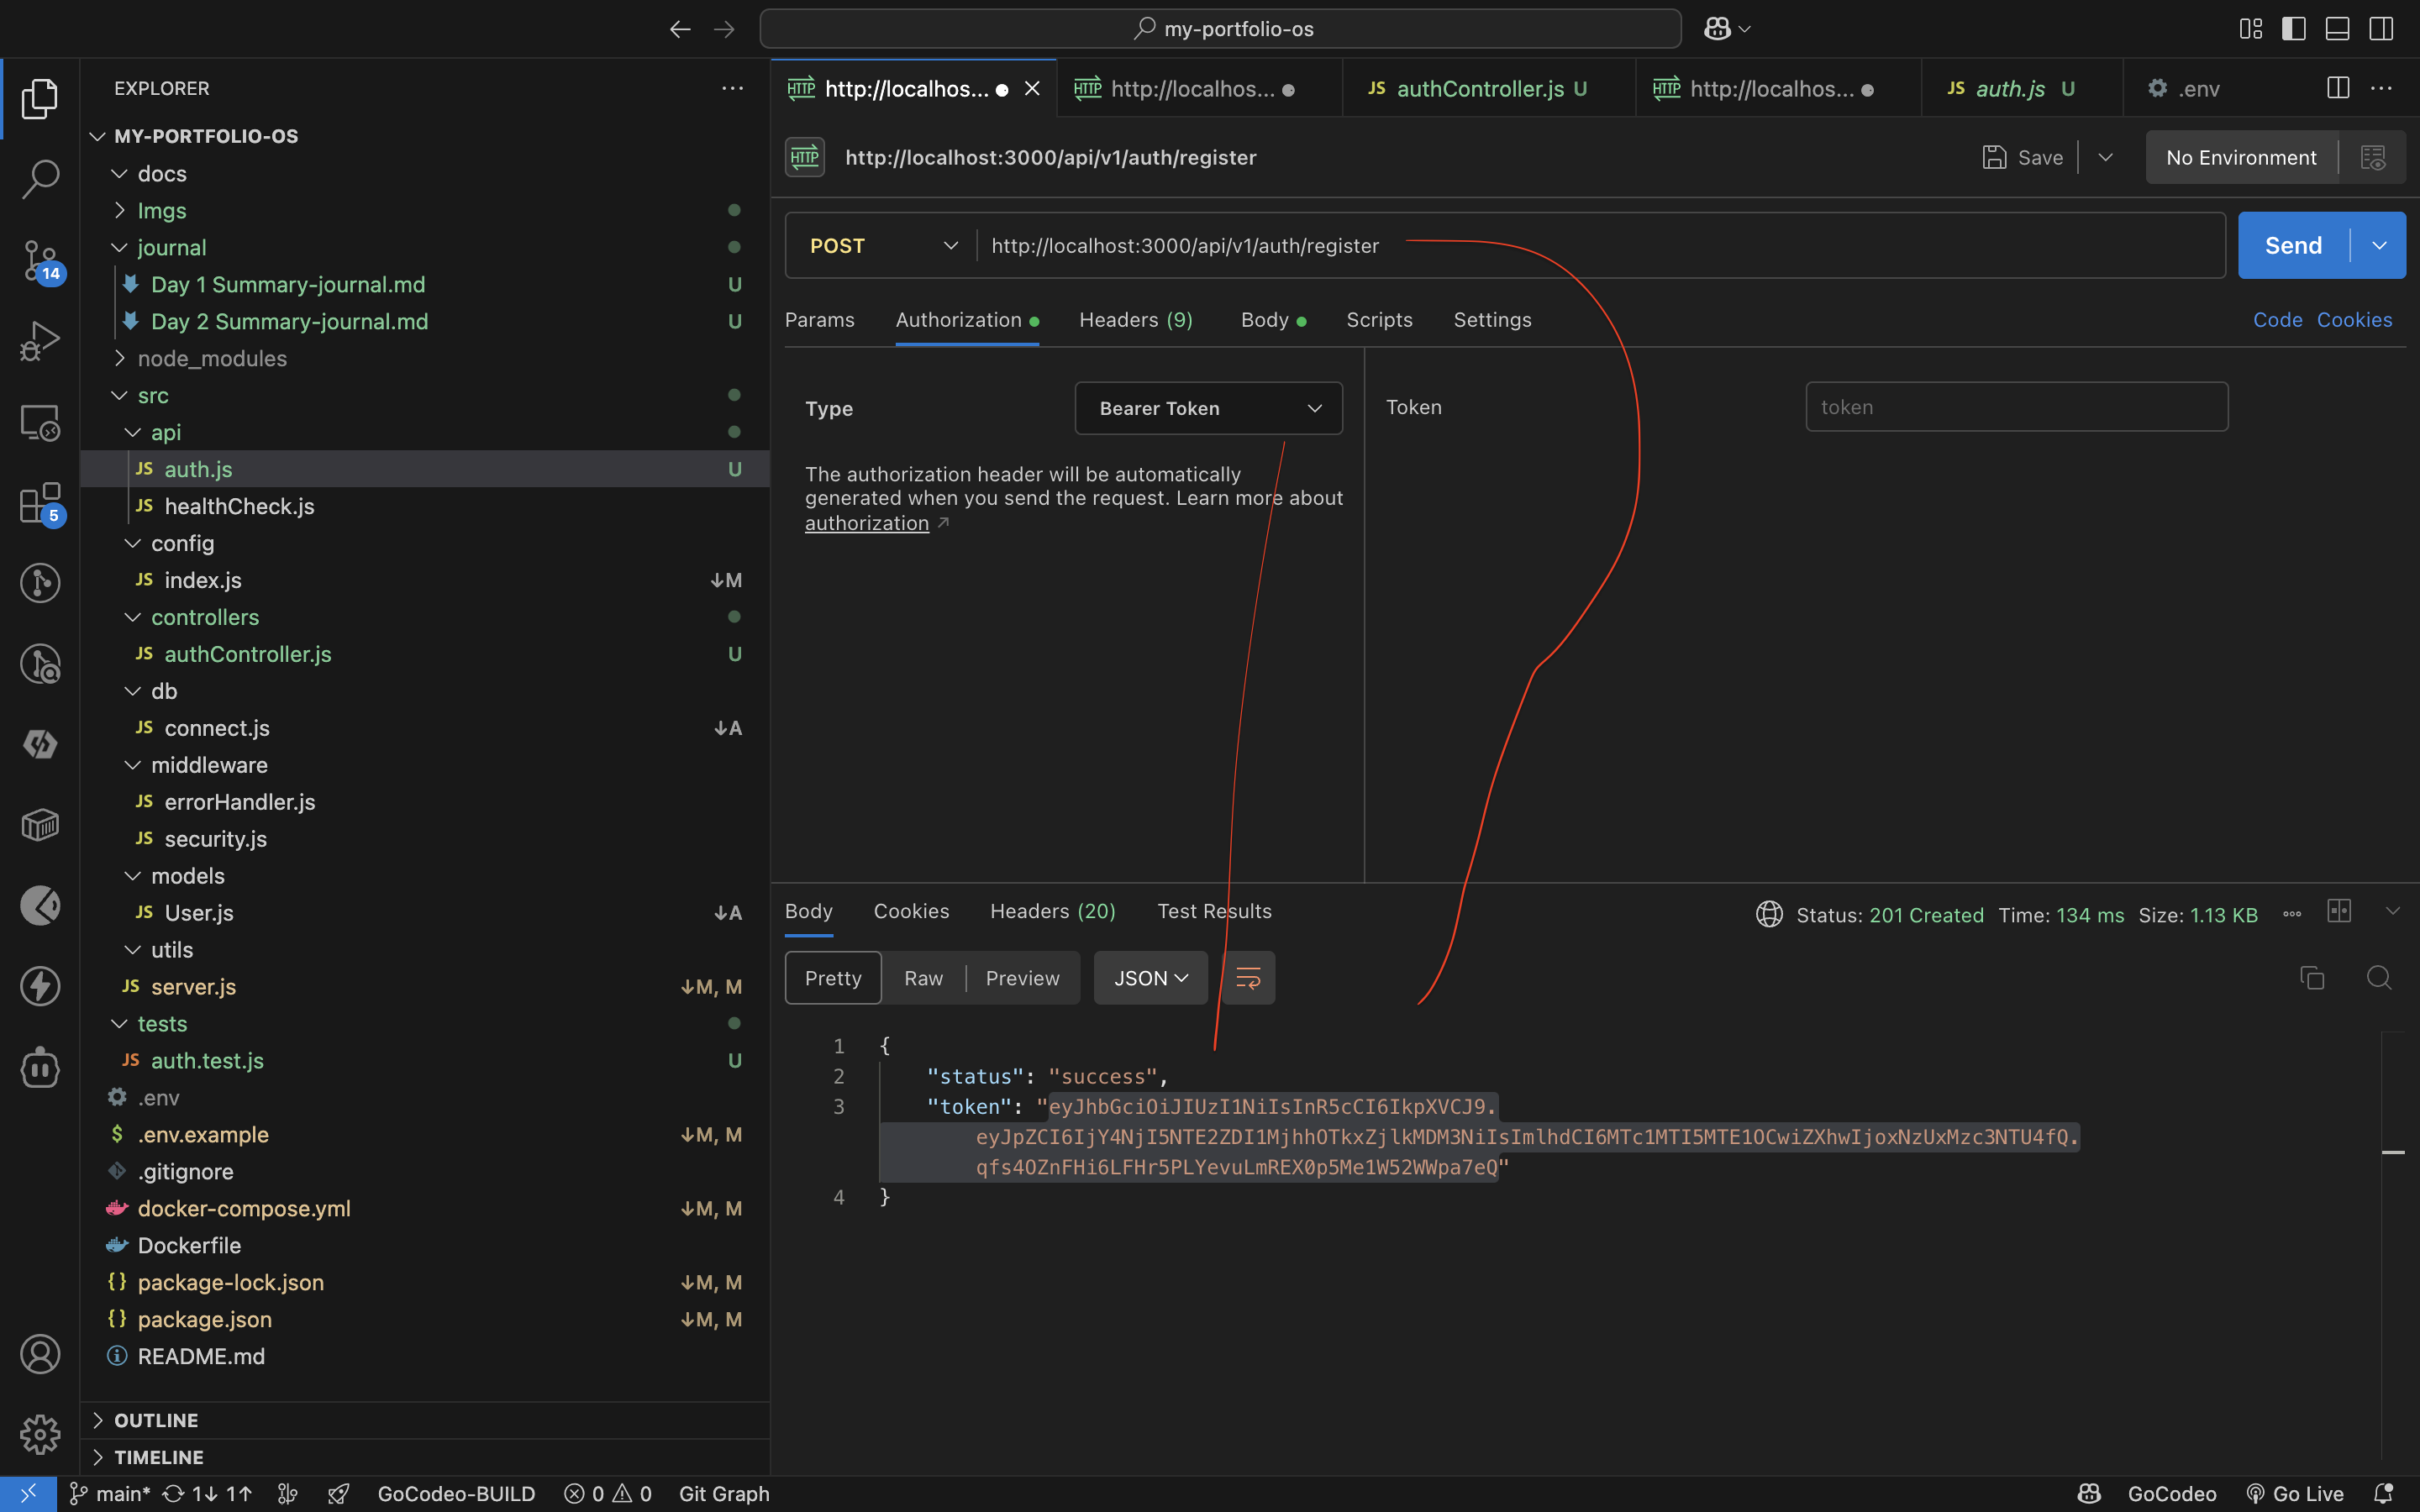 my-portfolio-os
EXPLORER
MY-PORTFOLIO-OS
docs
Imgs
journal
Day 1 Summary-journal.md U
Day 2 Summary-journal.md U
node_modules
src
api
JS auth.js U
JS healthCheck.js
config
JS index.js ↓M
controllers
JS authController.js U
db
JS connect.js ↓A
middleware
JS errorHandler.js
JS security.js
models
JS User.js ↓A
utils
JS server.js ↓M, M
tests
JS auth.test.js U
.env
$ .env.example ↓M, M
.gitignore
docker-compose.yml ↓M, M
Dockerfile
{} package-lock.json ↓M, M
{} package.json ↓M, M
README.md
OUTLINE
TIMELINE
14
5
HTTP http://localhos... HTTP http://localhos... JS authController.js U HTTP http://localhos... JS auth.js U .env
HTTP http://localhost:3000/api/v1/auth/register Save No Environment
POST http://localhost:3000/api/v1/auth/register Send
Params Authorization Headers (9) Body Scripts Settings Code Cookies
Type Bearer Token Token token
The authorization header will be automatically
generated when you send the request. Learn more about
authorization ↗
Body Cookies Headers (20) Test Results Status: 201 Created Time: 134 ms Size: 1.13 KB
Pretty Raw Preview JSON
1 {
2 "status": "success",
3 "token": "eyJhbGciOiJIUzI1NiIsInR5cCI6IkpXVCJ9.
eyJpZCI6IjY4NjI5NTE2ZDI1MjhhOTkxZjlkMDM3NiIsImlhdCI6MTc1MTI5MTE1OCwiZXhwIjoxNzUxMzc3NTU4fQ.
qfs4OZnFHi6LFHr5PLYevuLmREX0p5Me1W52WWpa7eQ"
4 }
main* 1↓ 1↑ GoCodeo-BUILD 0 0 Git Graph GoCodeo Go Live